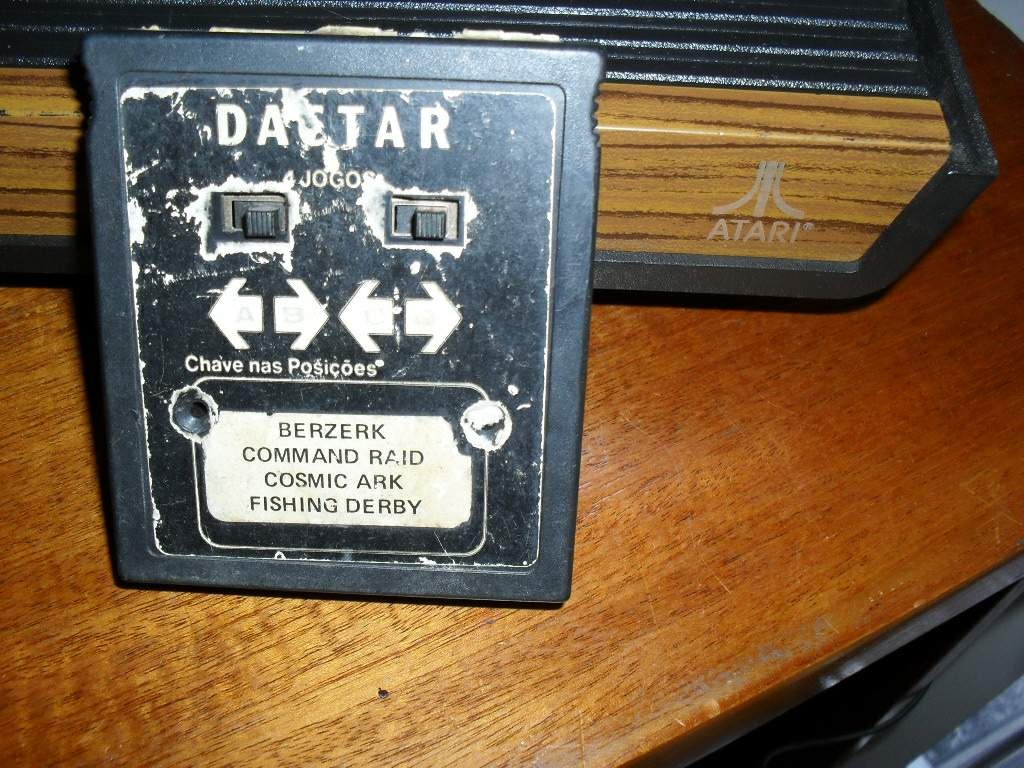 DACTAR
4 JOGOS
A B C
Chave nas Posições
BERZERK
COMMAND RAID
COSMIC ARK
FISHING DERBY
ATARI®